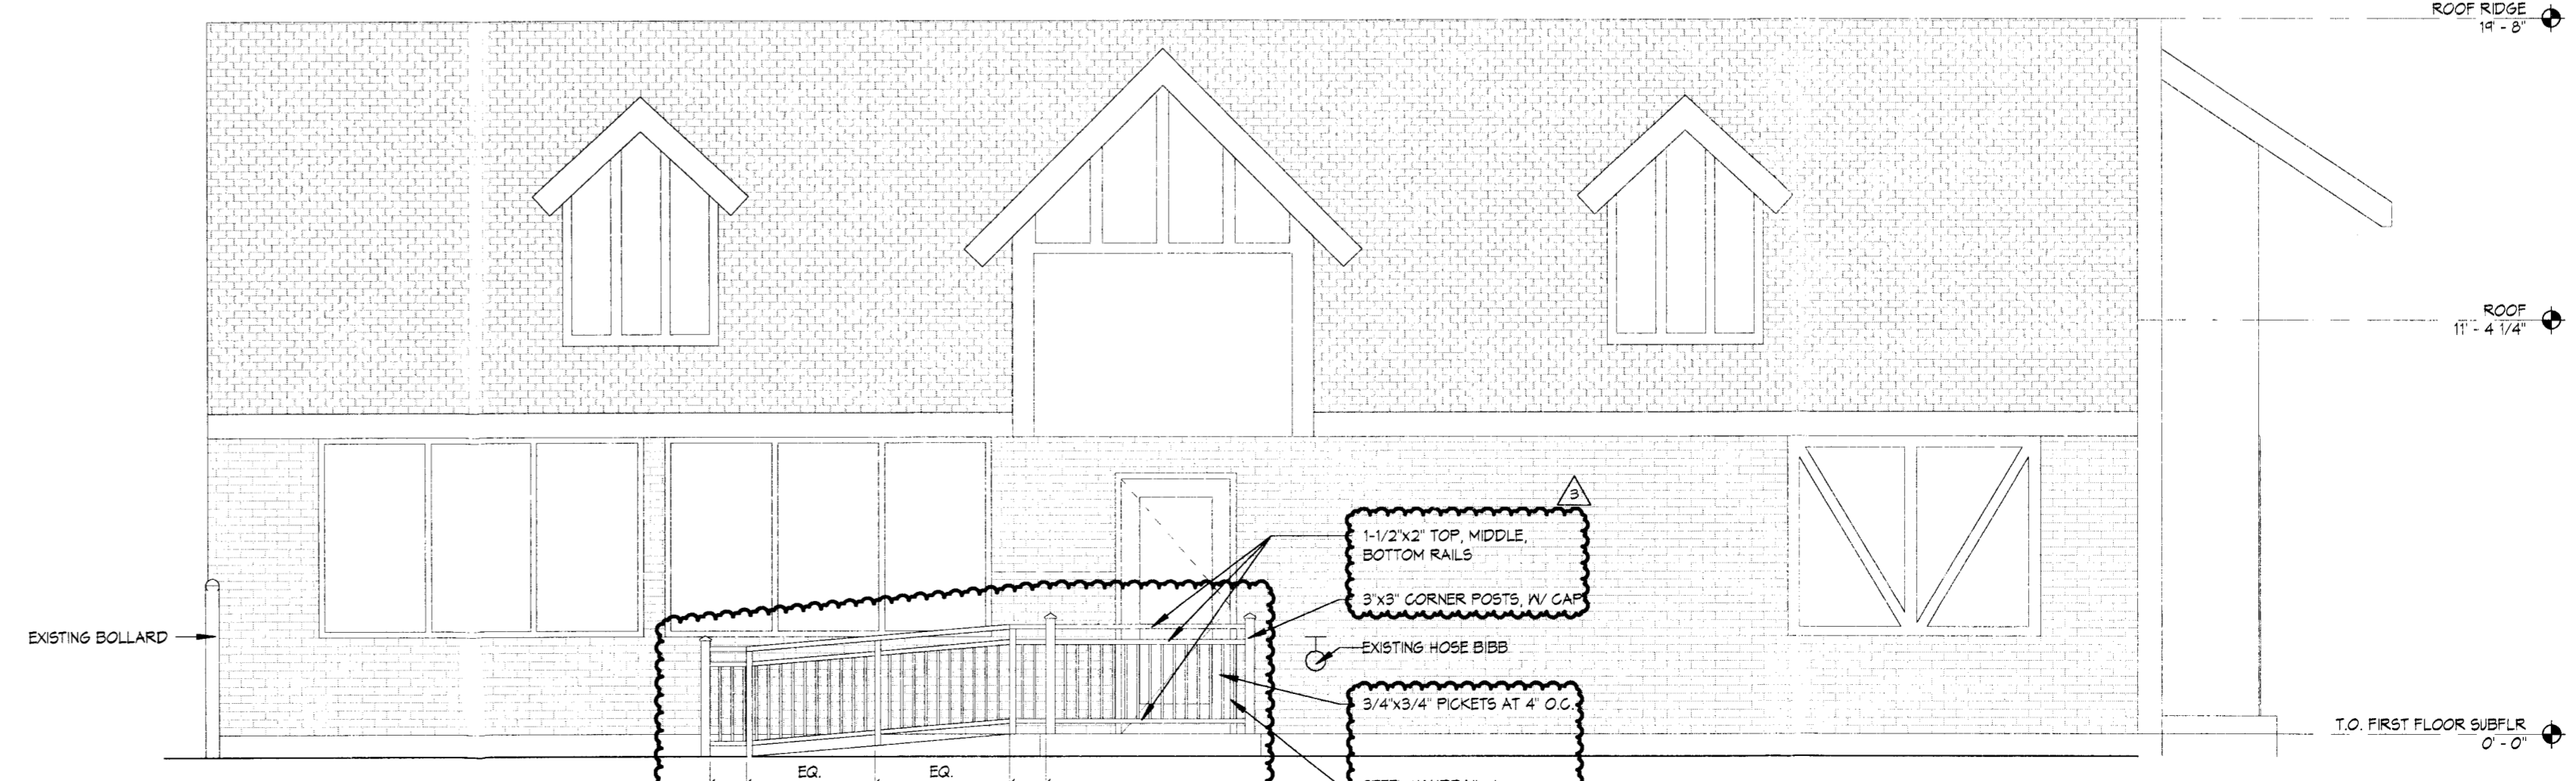 ROOF RIDGE
19' - 8"
ROOF
11' - 4 1/4"
3
1-1/2"x2" TOP, MIDDLE,
BOTTOM RAILS
3"x3" CORNER POSTS, W/ CAP
EXISTING BOLLARD
EXISTING HOSE BIBB
3/4"x3/4" PICKETS AT 4" O.C.
T.O. FIRST FLOOR SUBFLR
0' - 0"
EQ.
EQ.